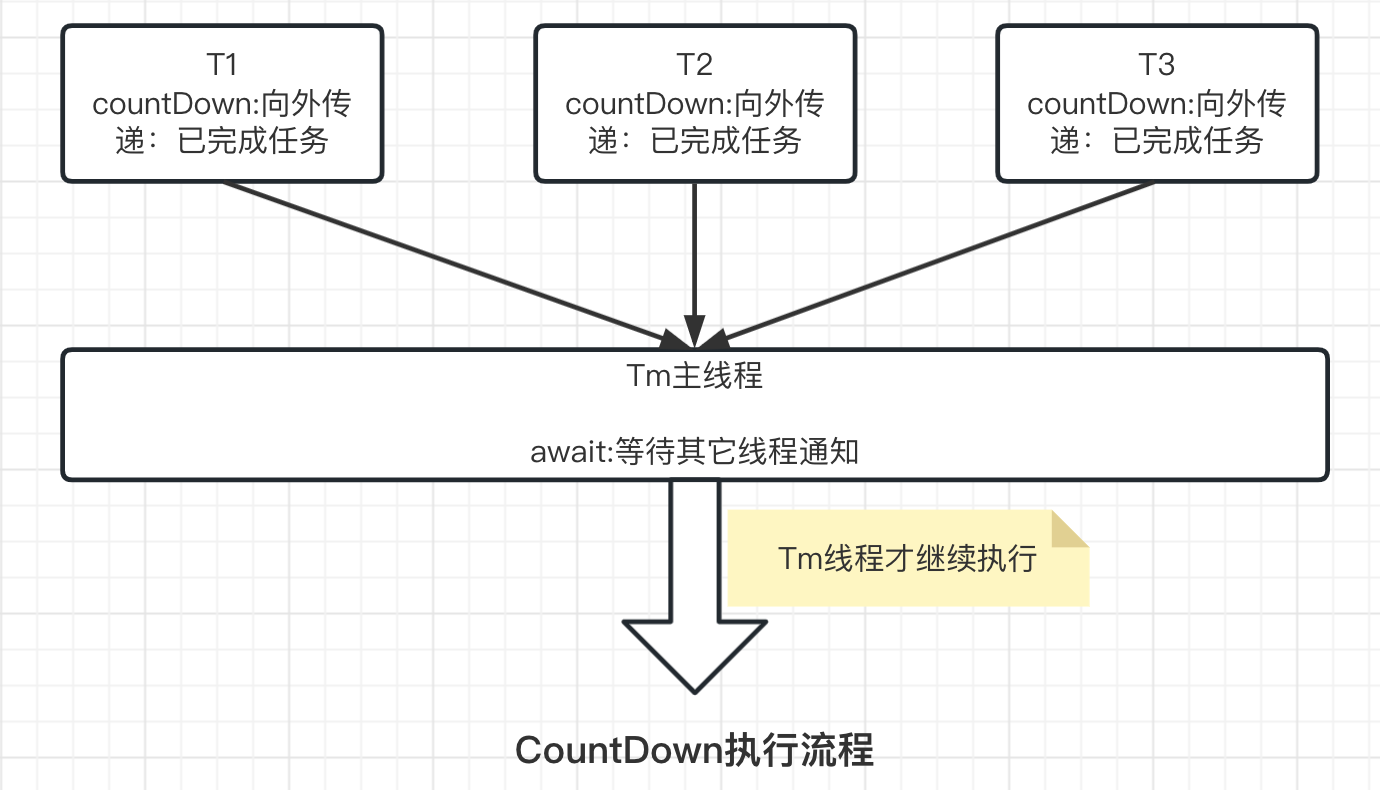 T1
countDown:向外传
递：已完成任务
T2
countDown:向外传
递：已完成任务
T3
countDown:向外传
递：已完成任务
Tm主线程
await:等待其它线程通知
Tm线程才继续执行
CountDown执行流程